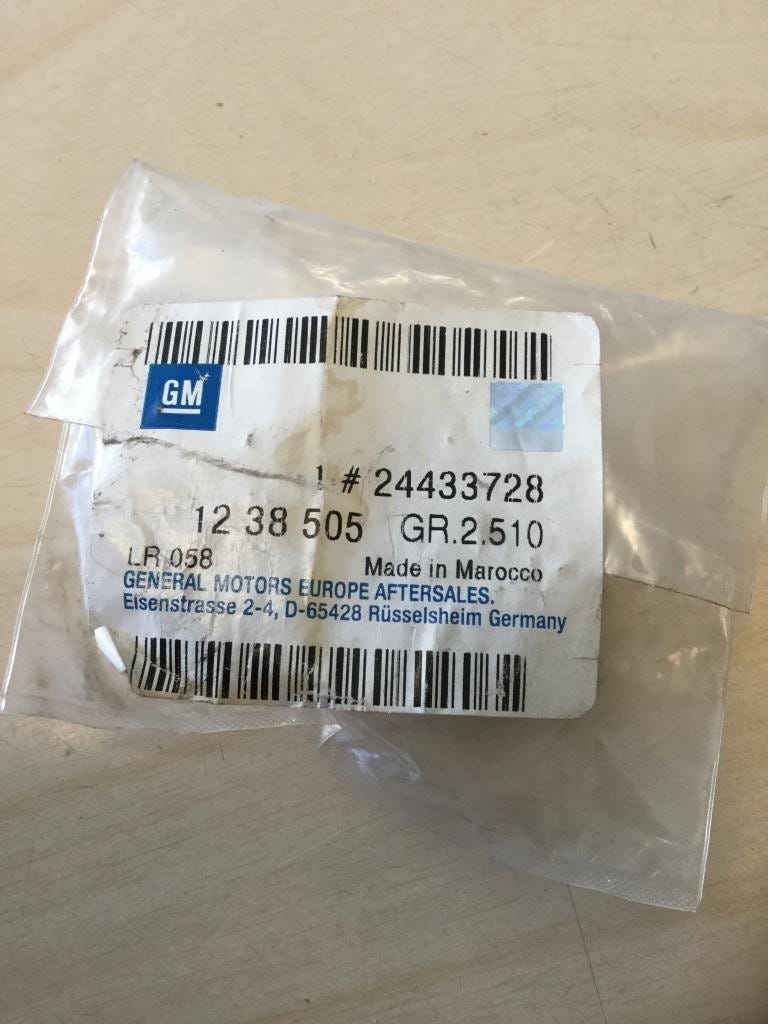 GM
1 # 24433728
12 38 505 GR.2.510
LR 058 Made in Marocco
GENERAL MOTORS EUROPE AFTERSALES.
Eisenstrasse 2-4, D-65428 Rüsselsheim Germany